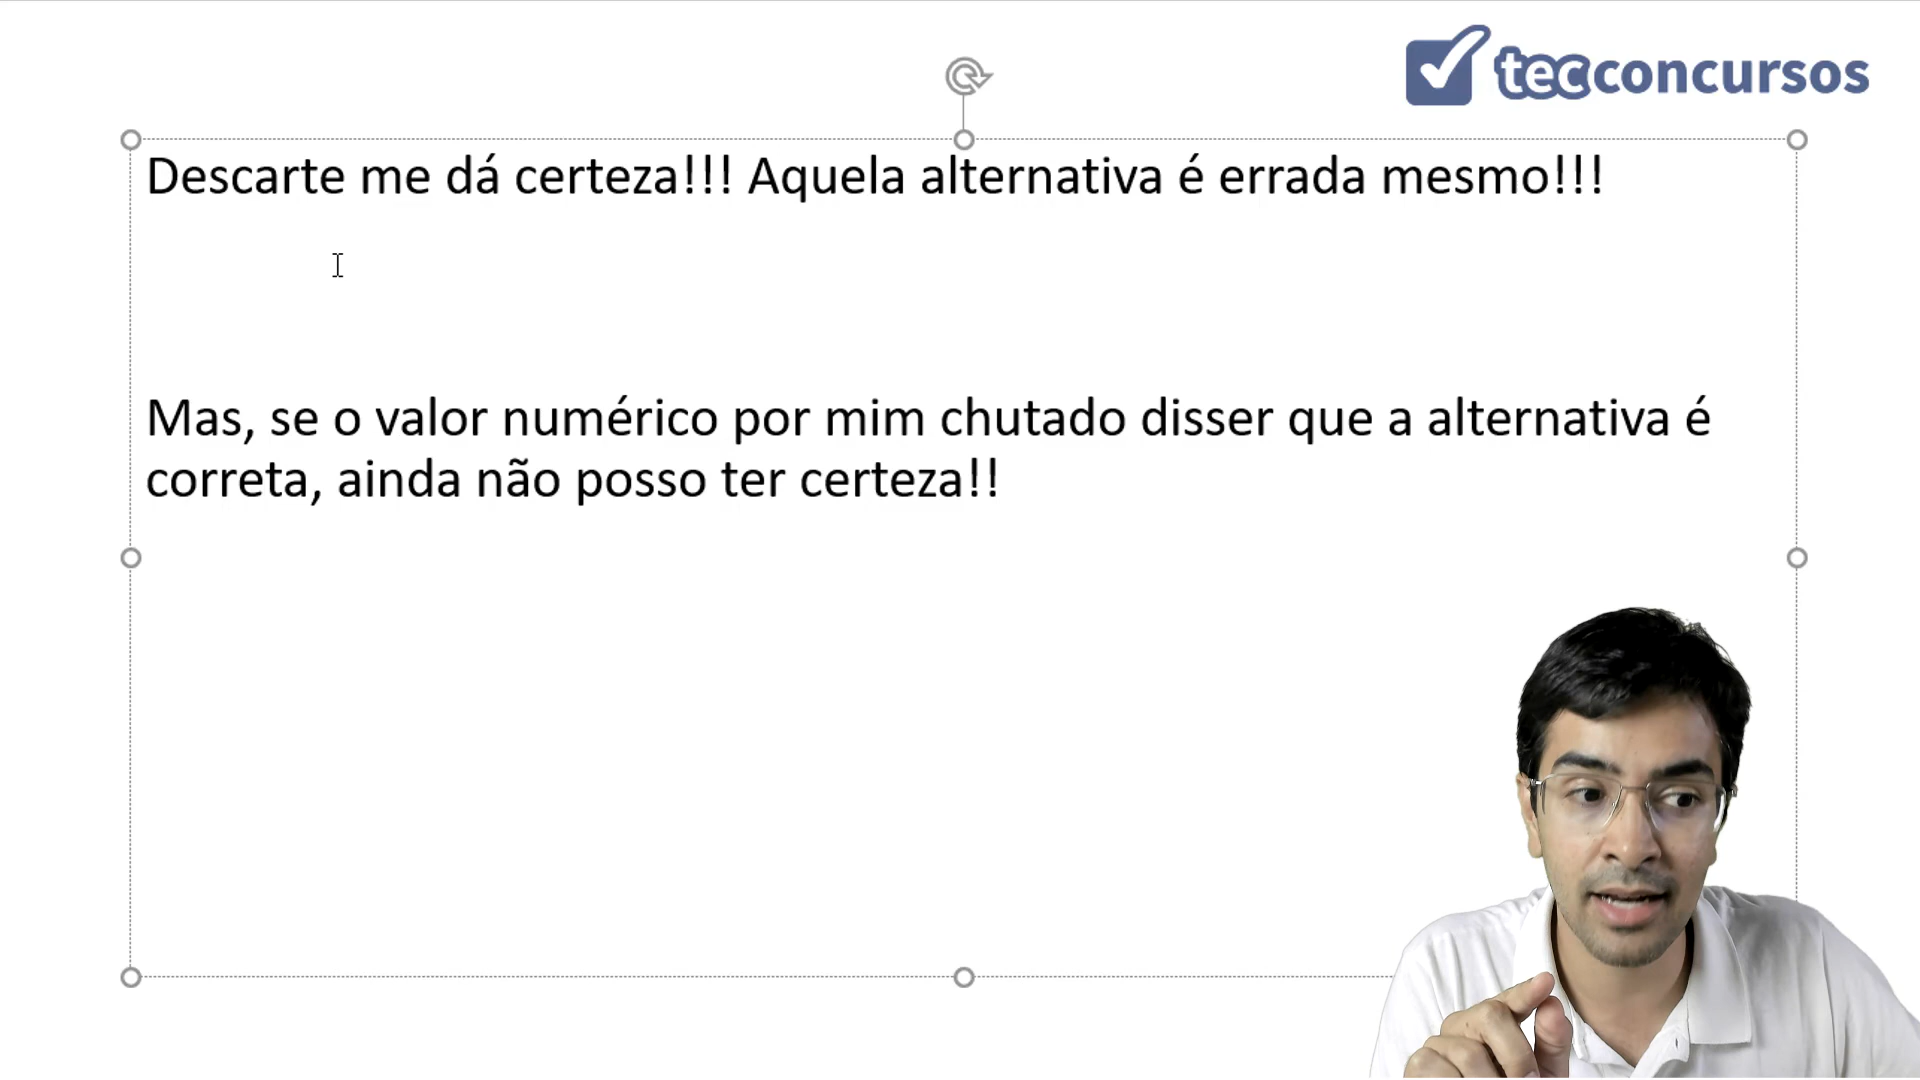 tecconcursos
Descarte me dá certeza!!! Aquela alternativa é errada mesmo!!!
Mas, se o valor numérico por mim chutado disser que a alternativa é
correta, ainda não posso ter certeza!!